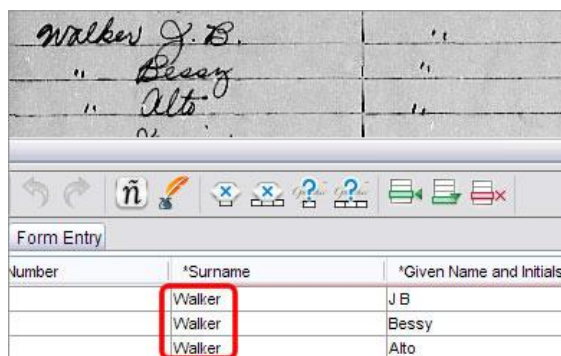 Walker J. B. "
" Bessy "
" Alto "
ñ
Form Entry
Number *Surname *Given Name and Initials
Walker J B
Walker Bessy
Walker Alto